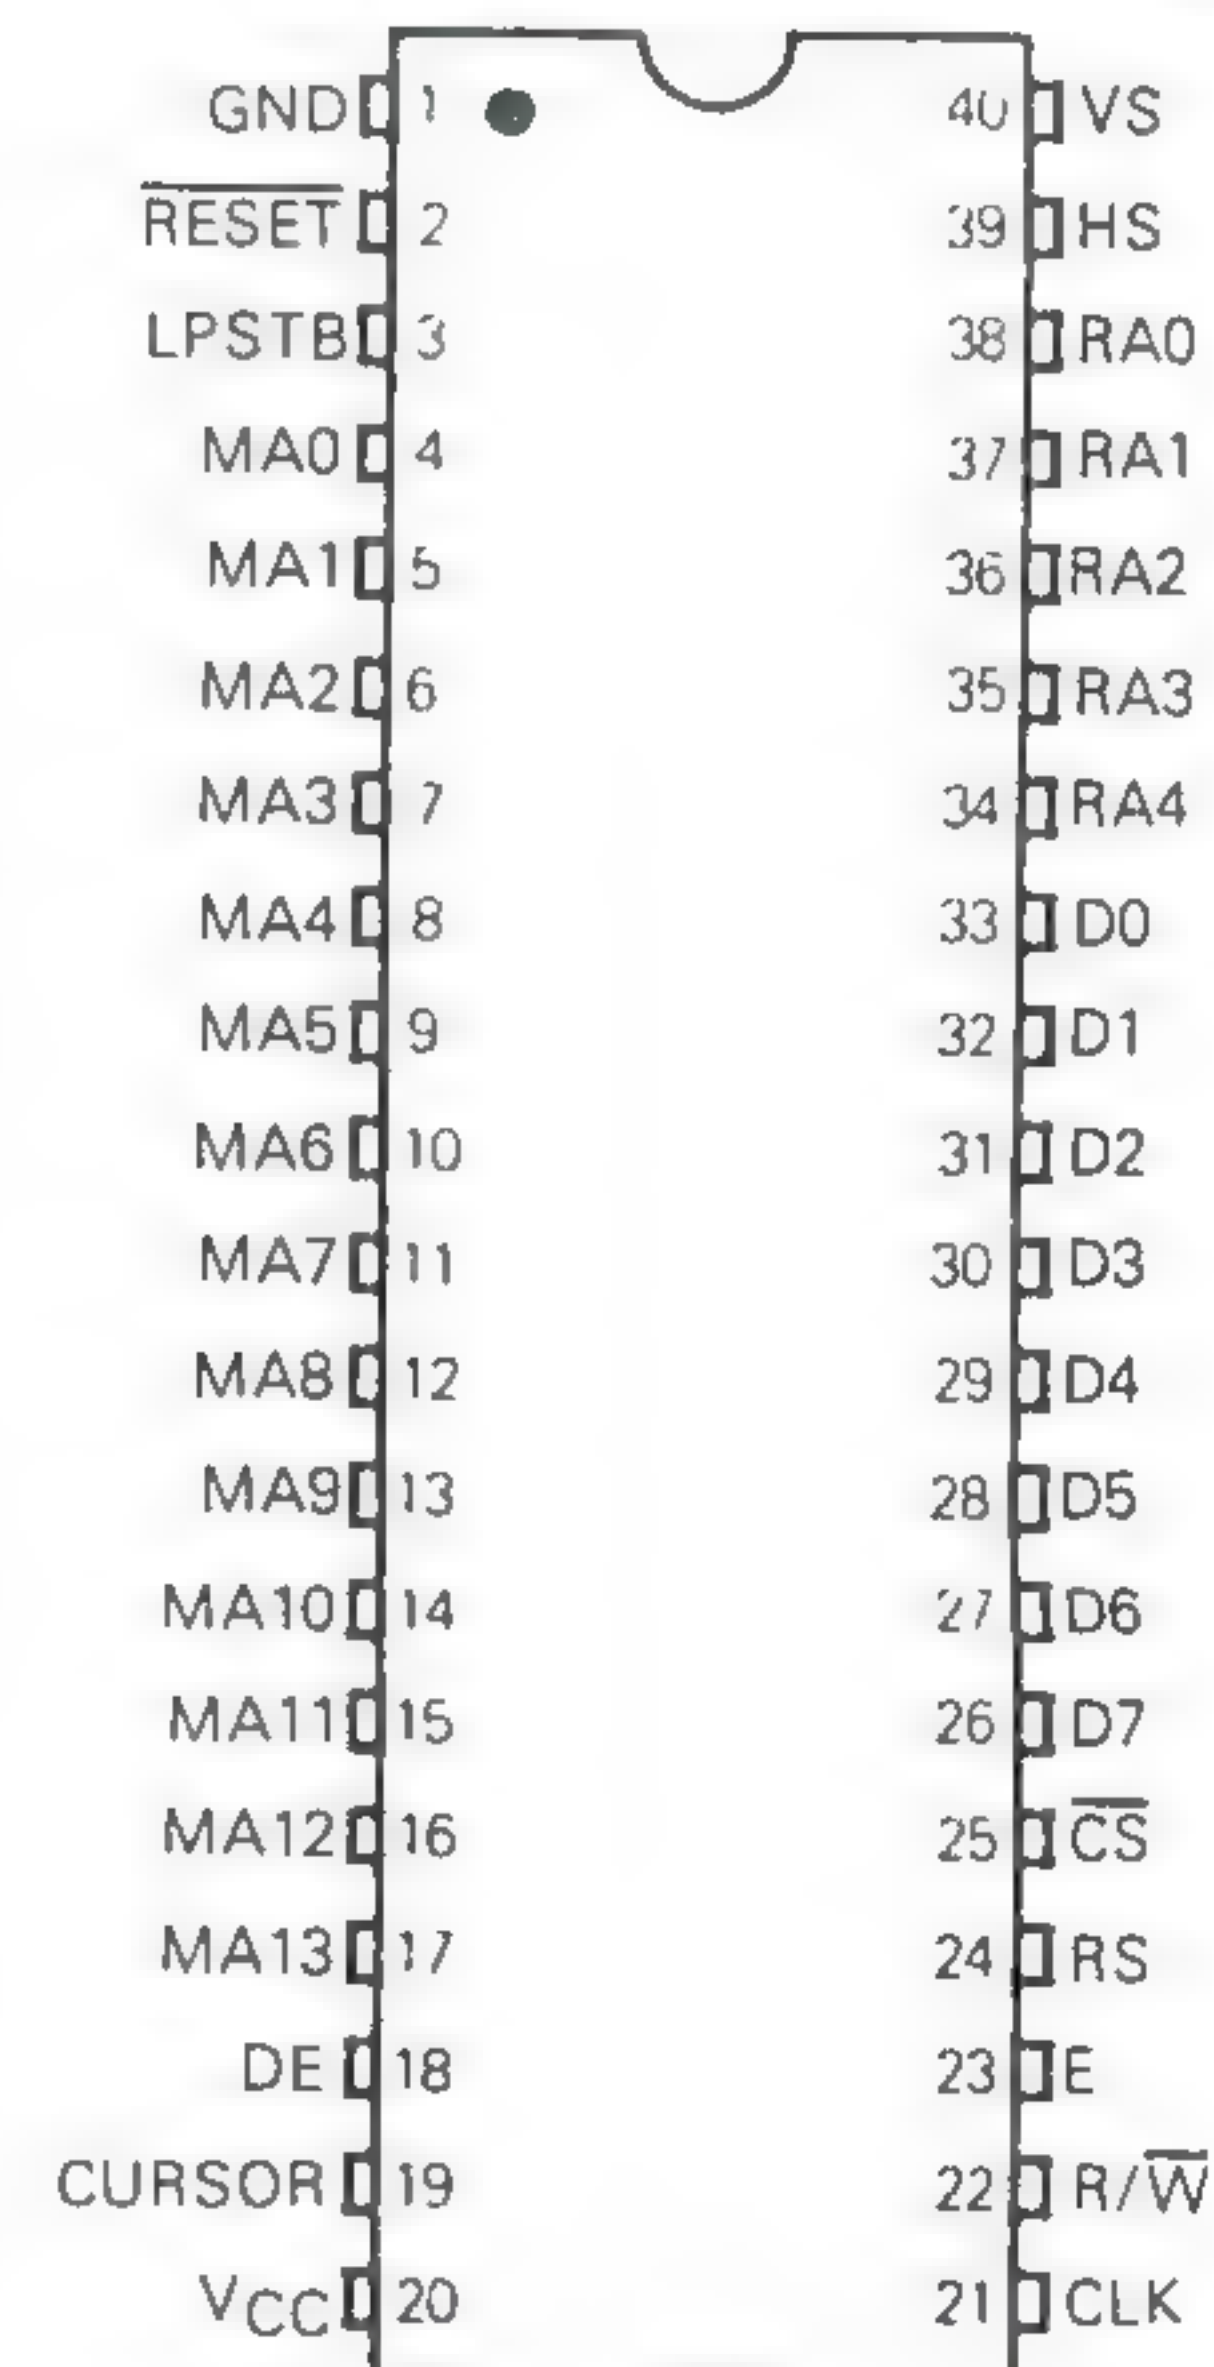 GND 1 40 VS
RESET 2 39 HS
LPSTB 3 38 RA0
MA0 4 37 RA1
MA1 5 36 RA2
MA2 6 35 RA3
MA3 7 34 RA4
MA4 8 33 D0
MA5 9 32 D1
MA6 10 31 D2
MA7 11 30 D3
MA8 12 29 D4
MA9 13 28 D5
MA10 14 27 D6
MA11 15 26 D7
MA12 16 25 CS
MA13 17 24 RS
DE 18 23 E
CURSOR 19 22 R/W
VCC 20 21 CLK